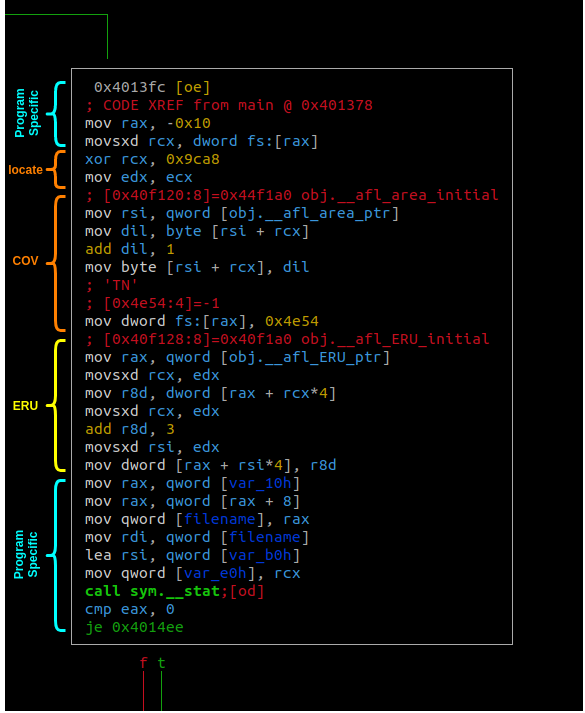 0x4013fc [oe]
; CODE XREF from main @ 0x401378
mov rax, -0x10
movsxd rcx, dword fs:[rax]
xor rcx, 0x9ca8
mov edx, ecx
; [0x40f120:8]=0x44f1a0 obj.__afl_area_initial
mov rsi, qword [obj.__afl_area_ptr]
mov dil, byte [rsi + rcx]
add dil, 1
mov byte [rsi + rcx], dil
; 'TN'
; [0x4e54:4]=-1
mov dword fs:[rax], 0x4e54
; [0x40f128:8]=0x40f1a0 obj.__afl_ERU_initial
mov rax, qword [obj.__afl_ERU_ptr]
movsxd rcx, edx
mov r8d, dword [rax + rcx*4]
movsxd rcx, edx
add r8d, 3
movsxd rsi, edx
mov dword [rax + rsi*4], r8d
mov rax, qword [var_10h]
mov rax, qword [rax + 8]
mov qword [filename], rax
mov rdi, qword [filename]
lea rsi, qword [var_b0h]
mov qword [var_e0h], rcx
call sym.__stat;[od]
cmp eax, 0
je 0x4014ee
f t
Program
Specific
locate
COV
ERU
Program
Specific